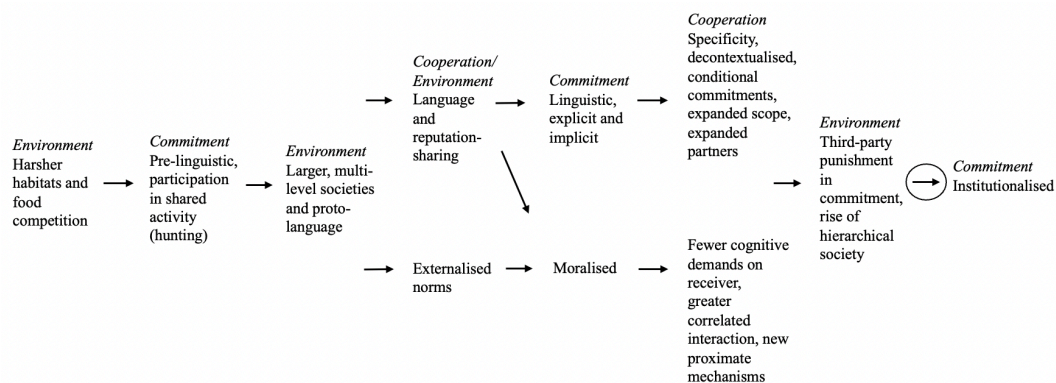 Environment
Harsher
habitats and
food
competition
Commitment
Pre-linguistic,
participation
in shared
activity
(hunting)
Environment
Larger, multi-
level societies
and proto-
language
Cooperation/
Environment
Language
and
reputation-
sharing
Commitment
Linguistic,
explicit and
implicit
Cooperation
Specificity,
decontextualised,
conditional
commitments,
expanded scope,
expanded
partners
Externalised
norms
Moralised
Fewer cognitive
demands on
receiver,
greater
correlated
interaction, new
proximate
mechanisms
Environment
Third-party
punishment
in
commitment,
rise of
hierarchical
society
Commitment
Institutionalised